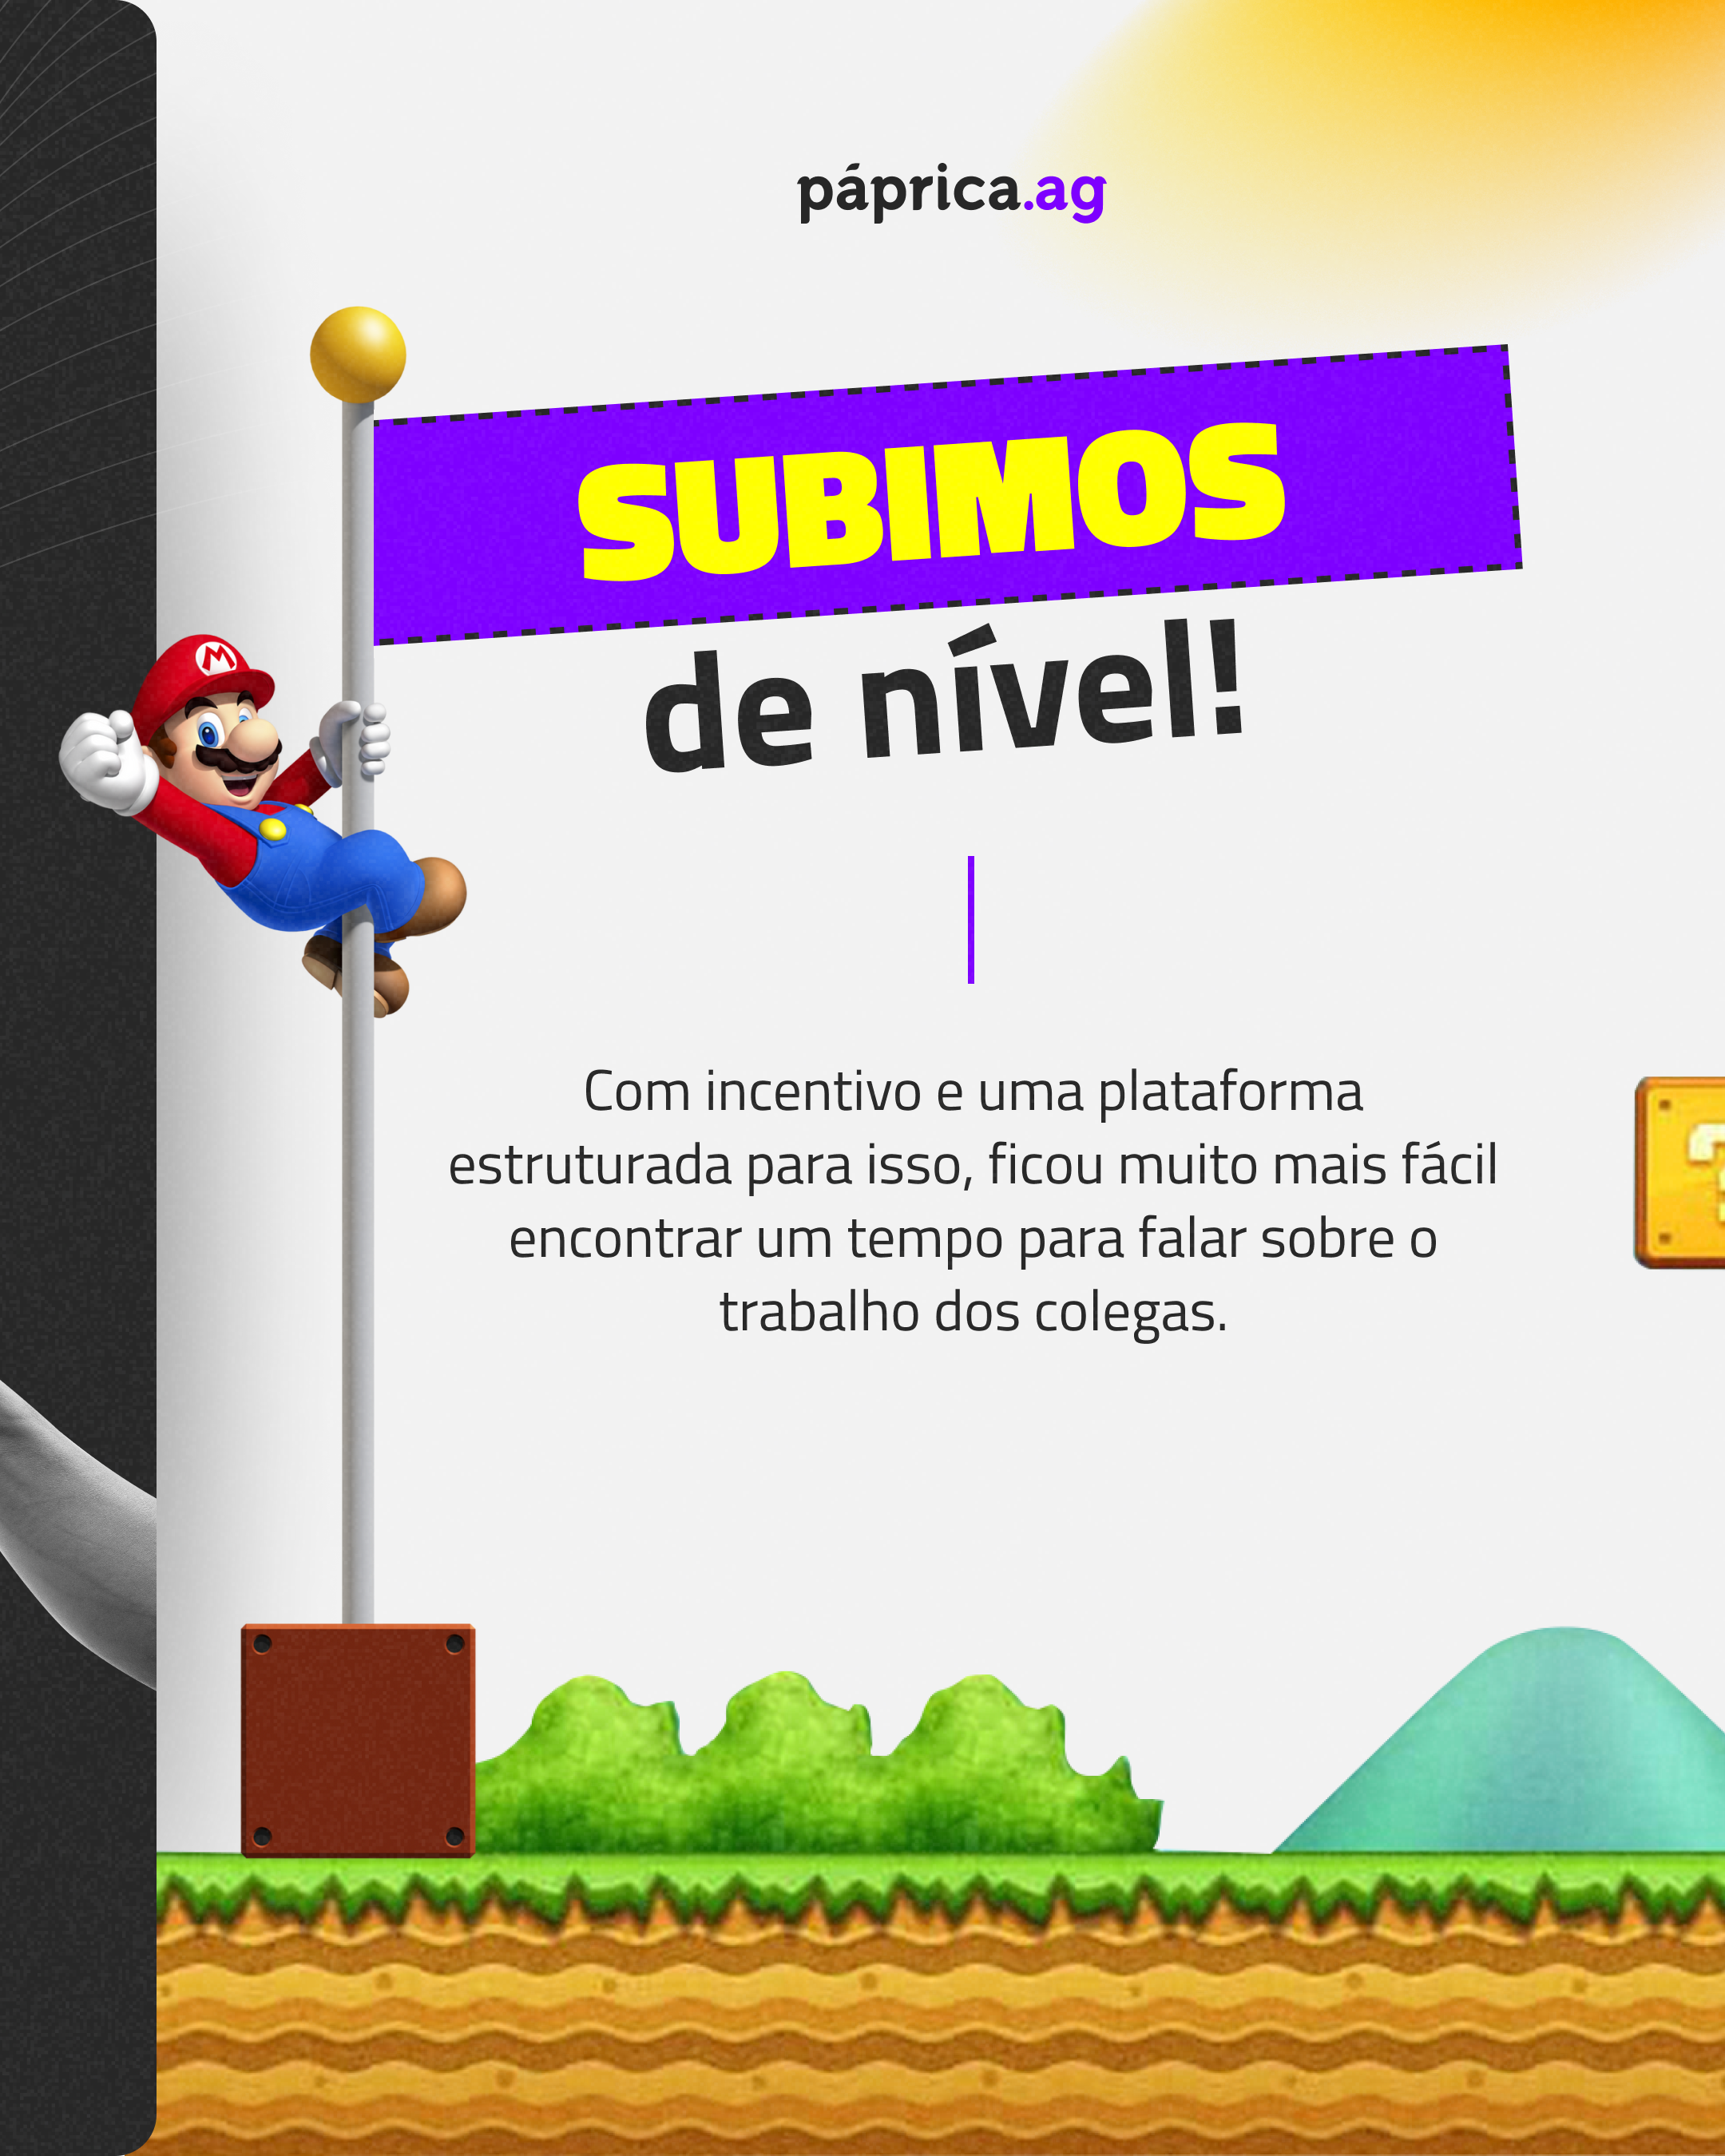 páprica.ag
SUBIMOS
de nível!
M
Com incentivo e uma plataforma
estruturada para isso, ficou muito mais fácil
encontrar um tempo para falar sobre o
trabalho dos colegas.
?